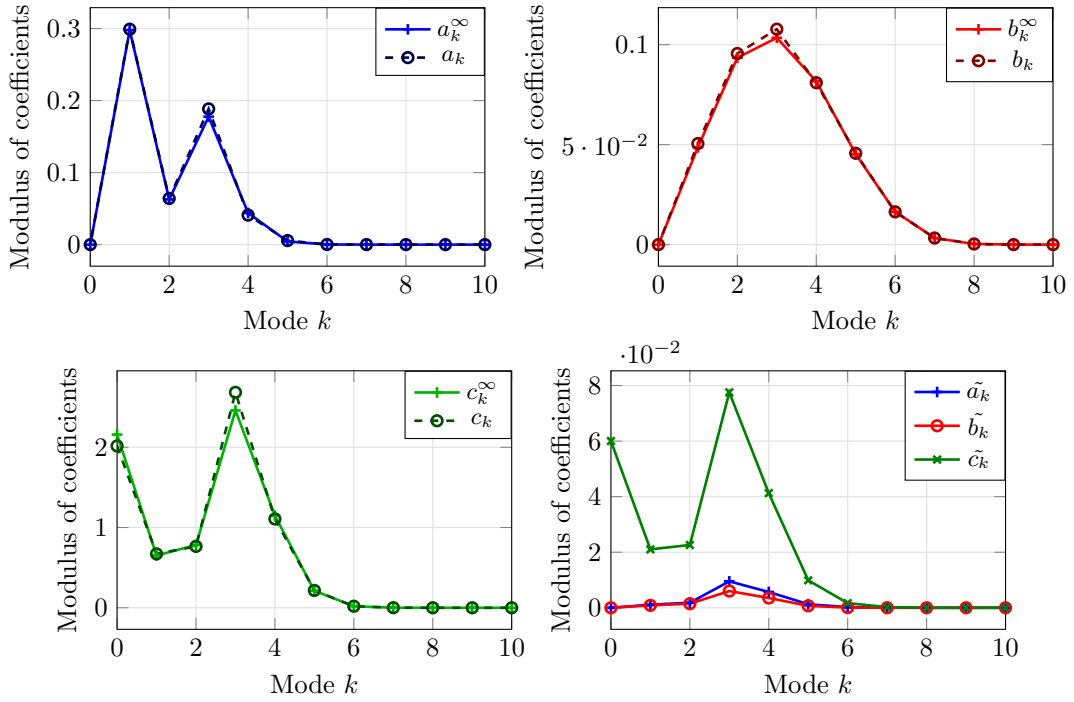 0.3
0.2
0.1
0
Modulus of coefficients
0 2 4 6 8 10
Mode k
a_k^∞
a_k
0.1
5 · 10^−2
0
Modulus of coefficients
0 2 4 6 8 10
Mode k
b_k^∞
b_k
2
1
0
Modulus of coefficients
0 2 4 6 8 10
Mode k
c_k^∞
c_k
·10^−2
8
6
4
2
0
Modulus of coefficients
0 2 4 6 8 10
Mode k
ã_k
b̃_k
c̃_k